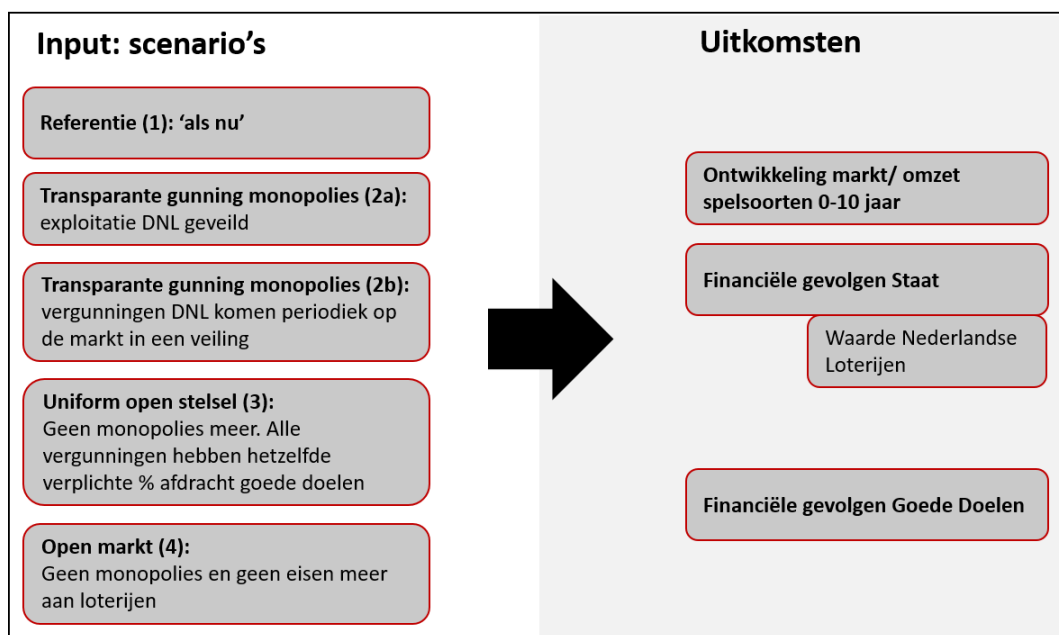 Input: scenario’s
Referentie (1): ‘als nu’
Transparante gunning monopolies (2a):
exploitatie DNL geveild
Transparante gunning monopolies (2b):
vergunningen DNL komen periodiek op
de markt in een veiling
Uniform open stelsel (3):
Geen monopolies meer. Alle
vergunningen hebben hetzelfde
verplichte % afdracht goede doelen
Open markt (4):
Geen monopolies en geen eisen meer
aan loterijen
Uitkomsten
Ontwikkeling markt/ omzet
spelsoorten 0-10 jaar
Financiële gevolgen Staat
Waarde Nederlandse
Loterijen
Financiële gevolgen Goede Doelen